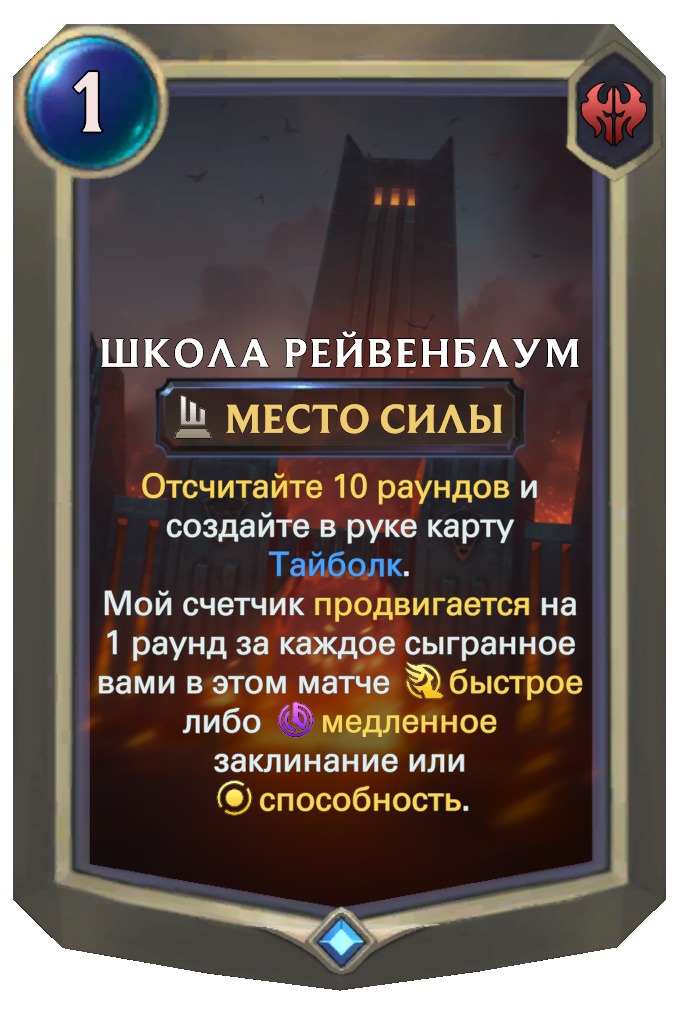 1
ШКОЛА РЕЙВЕНБЛУМ
МЕСТО СИЛЫ
Отсчитайте 10 раундов и
создайте в руке карту
Тайболк.
Мой счетчик продвигается на
1 раунд за каждое сыгранное
вами в этом матче быстрое
либо медленное
заклинание или
способность.